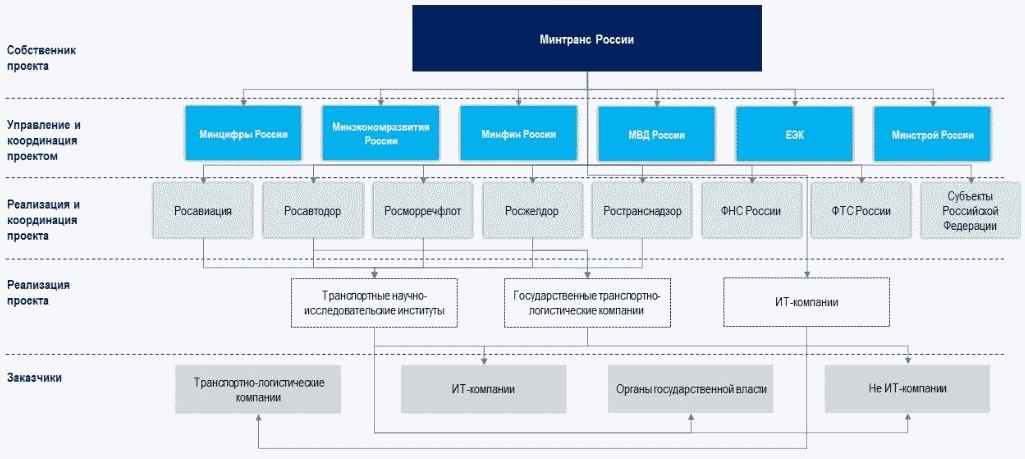 Минтранс России
Собственник
проекта
Управление и
координация
проектом
Минцифры России
Минэкономразвития
России
Минфин России
МВД России
ЕЭК
Минстрой России
Реализация и
координация
проекта
Росавиация
Росавтодор
Росморречфлот
Росжелдор
Ространснадзор
ФНС России
ФТС России
Субъекты
Российской
Федерации
Реализация
проекта
Транспортные научно-
исследовательские институты
Государственные транспортно-
логистические компании
ИТ-компании
Заказчики
Транспортно-логистические
компании
ИТ-компании
Органы государственной власти
Не ИТ-компании